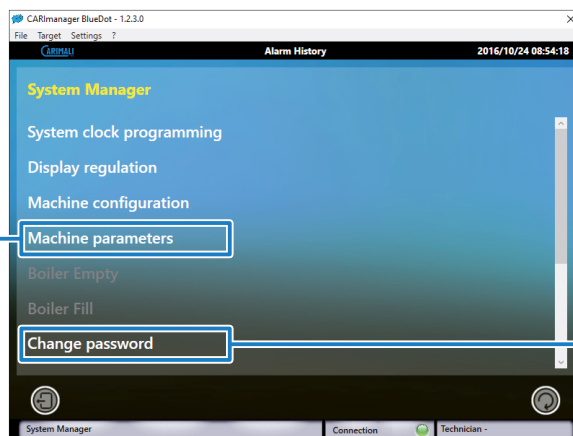 CARImanager BlueDot - 1.2.3.0
File Target Settings ?
CARIMALI Alarm History 2016/10/24 08:54:18
System Manager
System clock programming
Display regulation
Machine configuration
Machine parameters
Boiler Empty
Boiler Fill
Change password
System Manager Connection Technician -